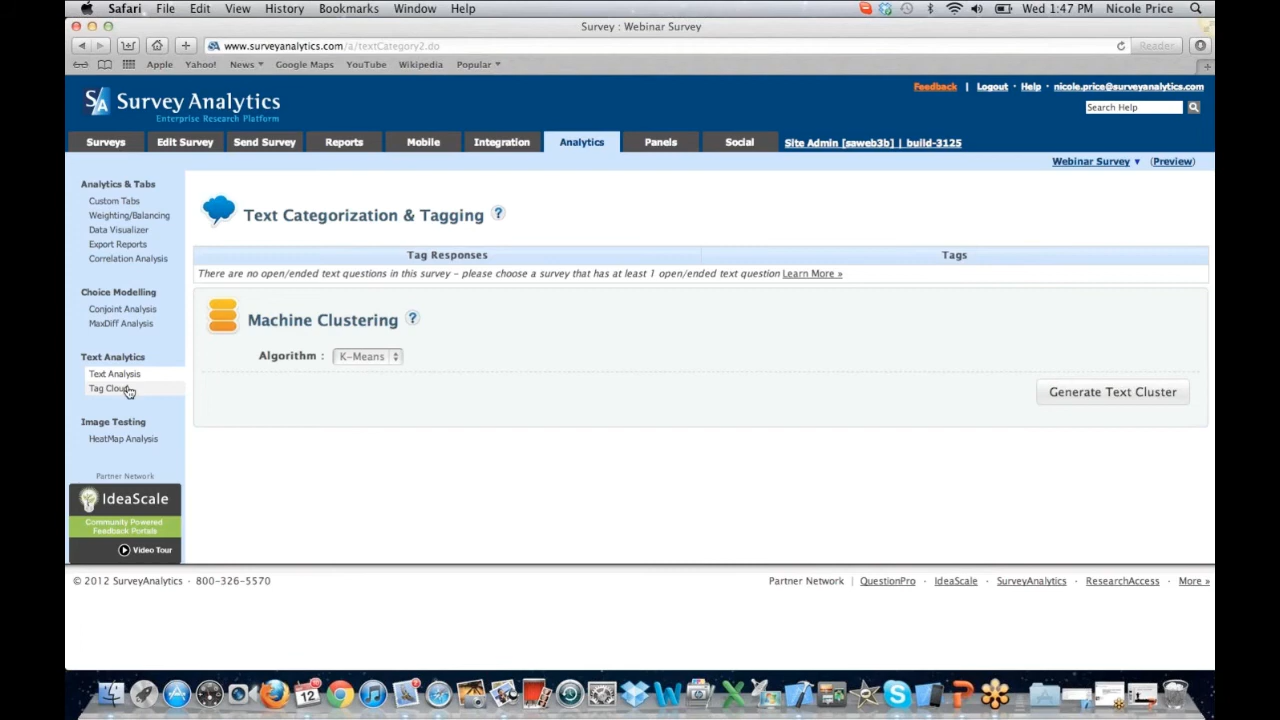 Safari File Edit View History Bookmarks Window Help Wed 1:47 PM Nicole Price
Survey : Webinar Survey
www.surveyanalytics.com/a/textCategory2.do Reader
Apple Yahoo! News Google Maps YouTube Wikipedia Popular
SA Survey Analytics
Enterprise Research Platform
Feedback | Logout · Help · nicole.price@surveyanalytics.com
Search Help
Surveys Edit Survey Send Survey Reports Mobile Integration Analytics Panels Social Site Admin [saweb3b] | build-3125
Webinar Survey ▼ (Preview)
Analytics & Tabs
Custom Tabs
Weighting/Balancing
Data Visualizer
Export Reports
Correlation Analysis
Choice Modelling
Conjoint Analysis
MaxDiff Analysis
Text Analytics
Text Analysis
Tag Cloud
Image Testing
HeatMap Analysis
Partner Network
IdeaScale
Community Powered
Feedback Portals
Video Tour
Text Categorization & Tagging ?
Tag Responses Tags
There are no open/ended text questions in this survey – please choose a survey that has at least 1 open/ended text question Learn More »
Machine Clustering ?
Algorithm : K-Means
Generate Text Cluster
© 2012 SurveyAnalytics · 800-326-5570
Partner Network | QuestionPro · IdeaScale · SurveyAnalytics · ResearchAccess · More »
12